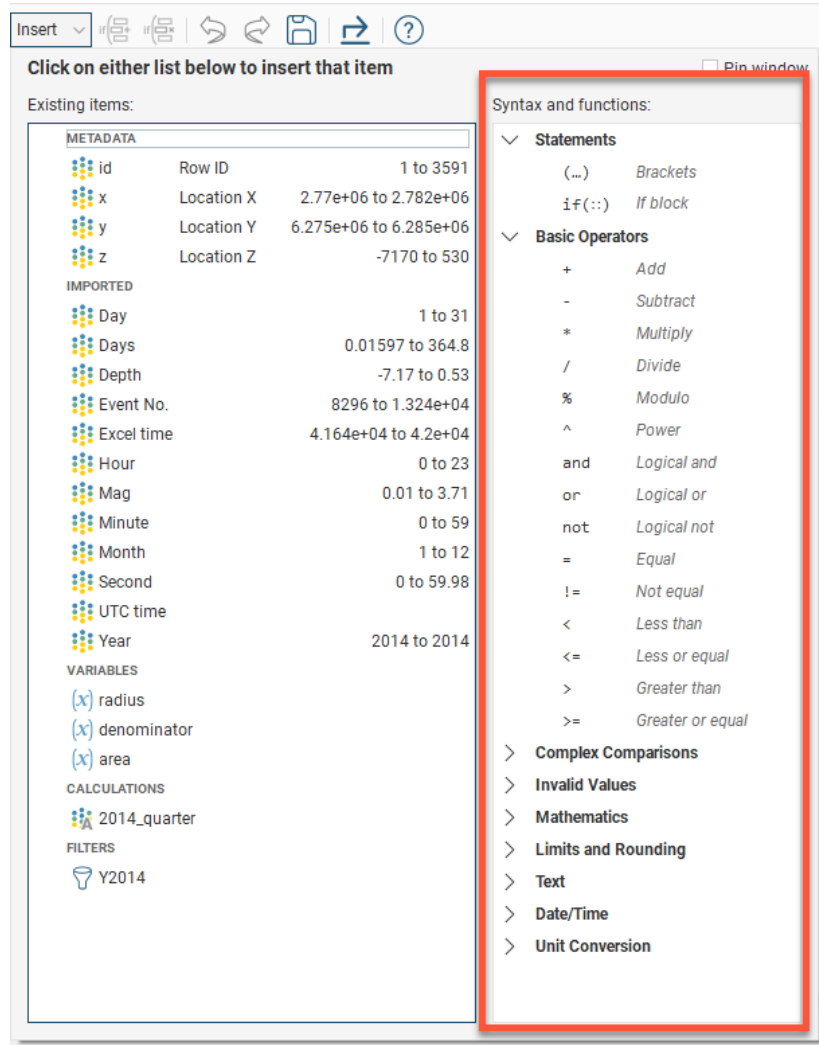 Insert
Click on either list below to insert that item
Pin window
Existing items:
METADATA
id Row ID 1 to 3591
x Location X 2.77e+06 to 2.782e+06
y Location Y 6.275e+06 to 6.285e+06
z Location Z -7170 to 530
IMPORTED
Day 1 to 31
Days 0.01597 to 364.8
Depth -7.17 to 0.53
Event No. 8296 to 1.324e+04
Excel time 4.164e+04 to 4.2e+04
Hour 0 to 23
Mag 0.01 to 3.71
Minute 0 to 59
Month 1 to 12
Second 0 to 59.98
UTC time
Year 2014 to 2014
VARIABLES
(x) radius
(x) denominator
(x) area
CALCULATIONS
2014_quarter
FILTERS
Y2014
Syntax and functions:
Statements
(…) Brackets
if(::) If block
Basic Operators
+ Add
- Subtract
* Multiply
/ Divide
% Modulo
^ Power
and Logical and
or Logical or
not Logical not
= Equal
!= Not equal
< Less than
<= Less or equal
> Greater than
>= Greater or equal
Complex Comparisons
Invalid Values
Mathematics
Limits and Rounding
Text
Date/Time
Unit Conversion